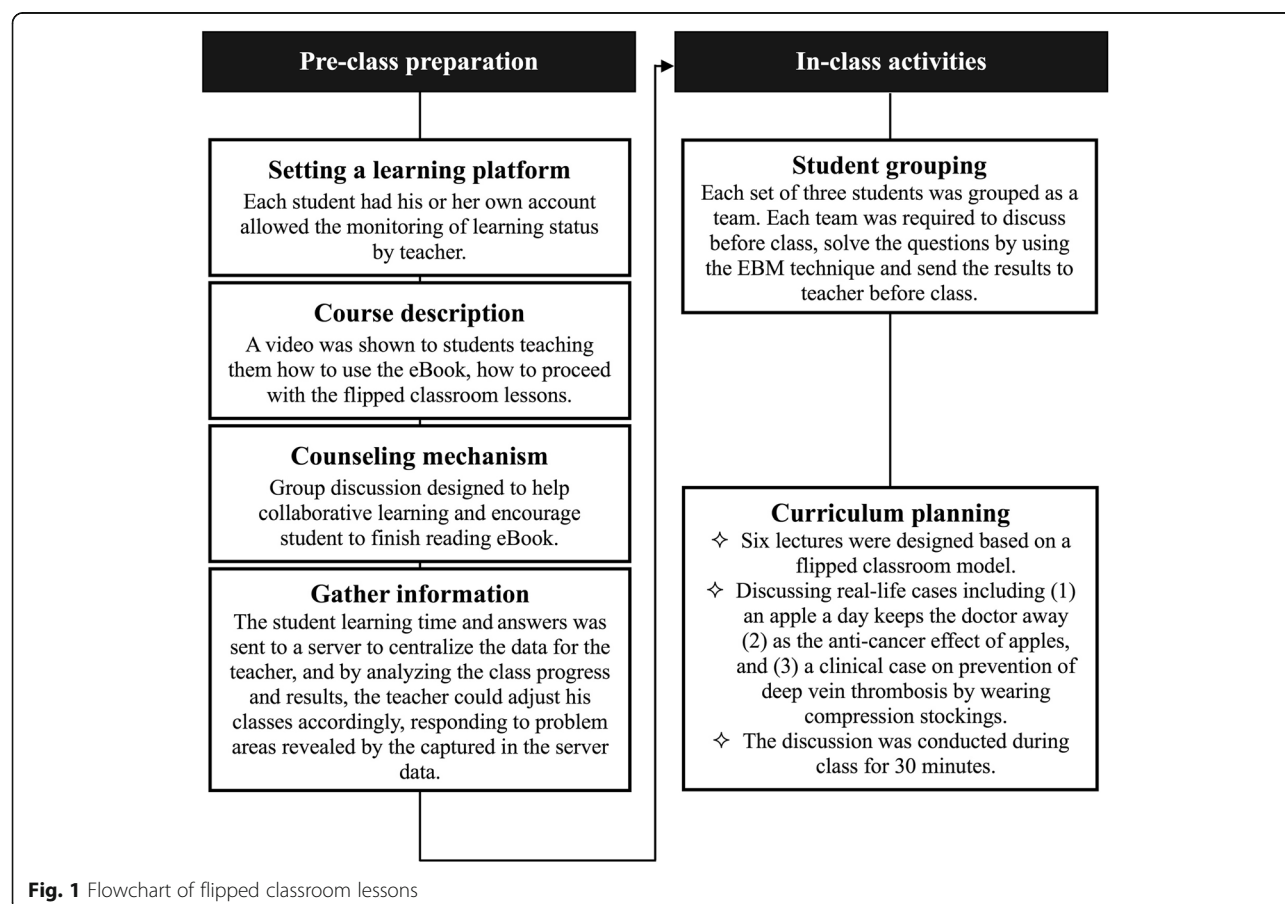 Pre-class preparation
Setting a learning platform
Each student had his or her own account
allowed the monitoring of learning status
by teacher.
Course description
A video was shown to students teaching
them how to use the eBook, how to proceed
with the flipped classroom lessons.
Counseling mechanism
Group discussion designed to help
collaborative learning and encourage
student to finish reading eBook.
Gather information
The student learning time and answers was
sent to a server to centralize the data for the
teacher, and by analyzing the class progress
and results, the teacher could adjust his
classes accordingly, responding to problem
areas revealed by the captured in the server
data.
In-class activities
Student grouping
Each set of three students was grouped as a
team. Each team was required to discuss
before class, solve the questions by using
the EBM technique and send the results to
teacher before class.
Curriculum planning
✧ Six lectures were designed based on a
flipped classroom model.
✧ Discussing real-life cases including (1)
an apple a day keeps the doctor away
(2) as the anti-cancer effect of apples,
and (3) a clinical case on prevention of
deep vein thrombosis by wearing
compression stockings.
✧ The discussion was conducted during
class for 30 minutes.
Fig. 1 Flowchart of flipped classroom lessons